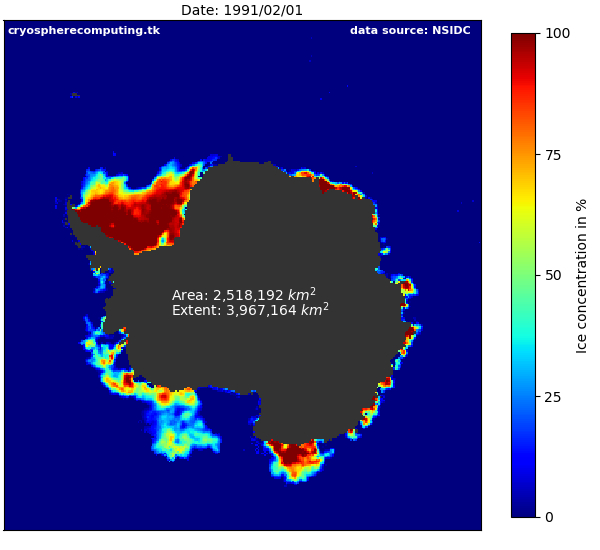 Date: 1991/02/01
cryospherecomputing.tk
data source: NSIDC
Area: 2,518,192 km²
Extent: 3,967,164 km²
100
75
50
25
0
Ice concentration in %